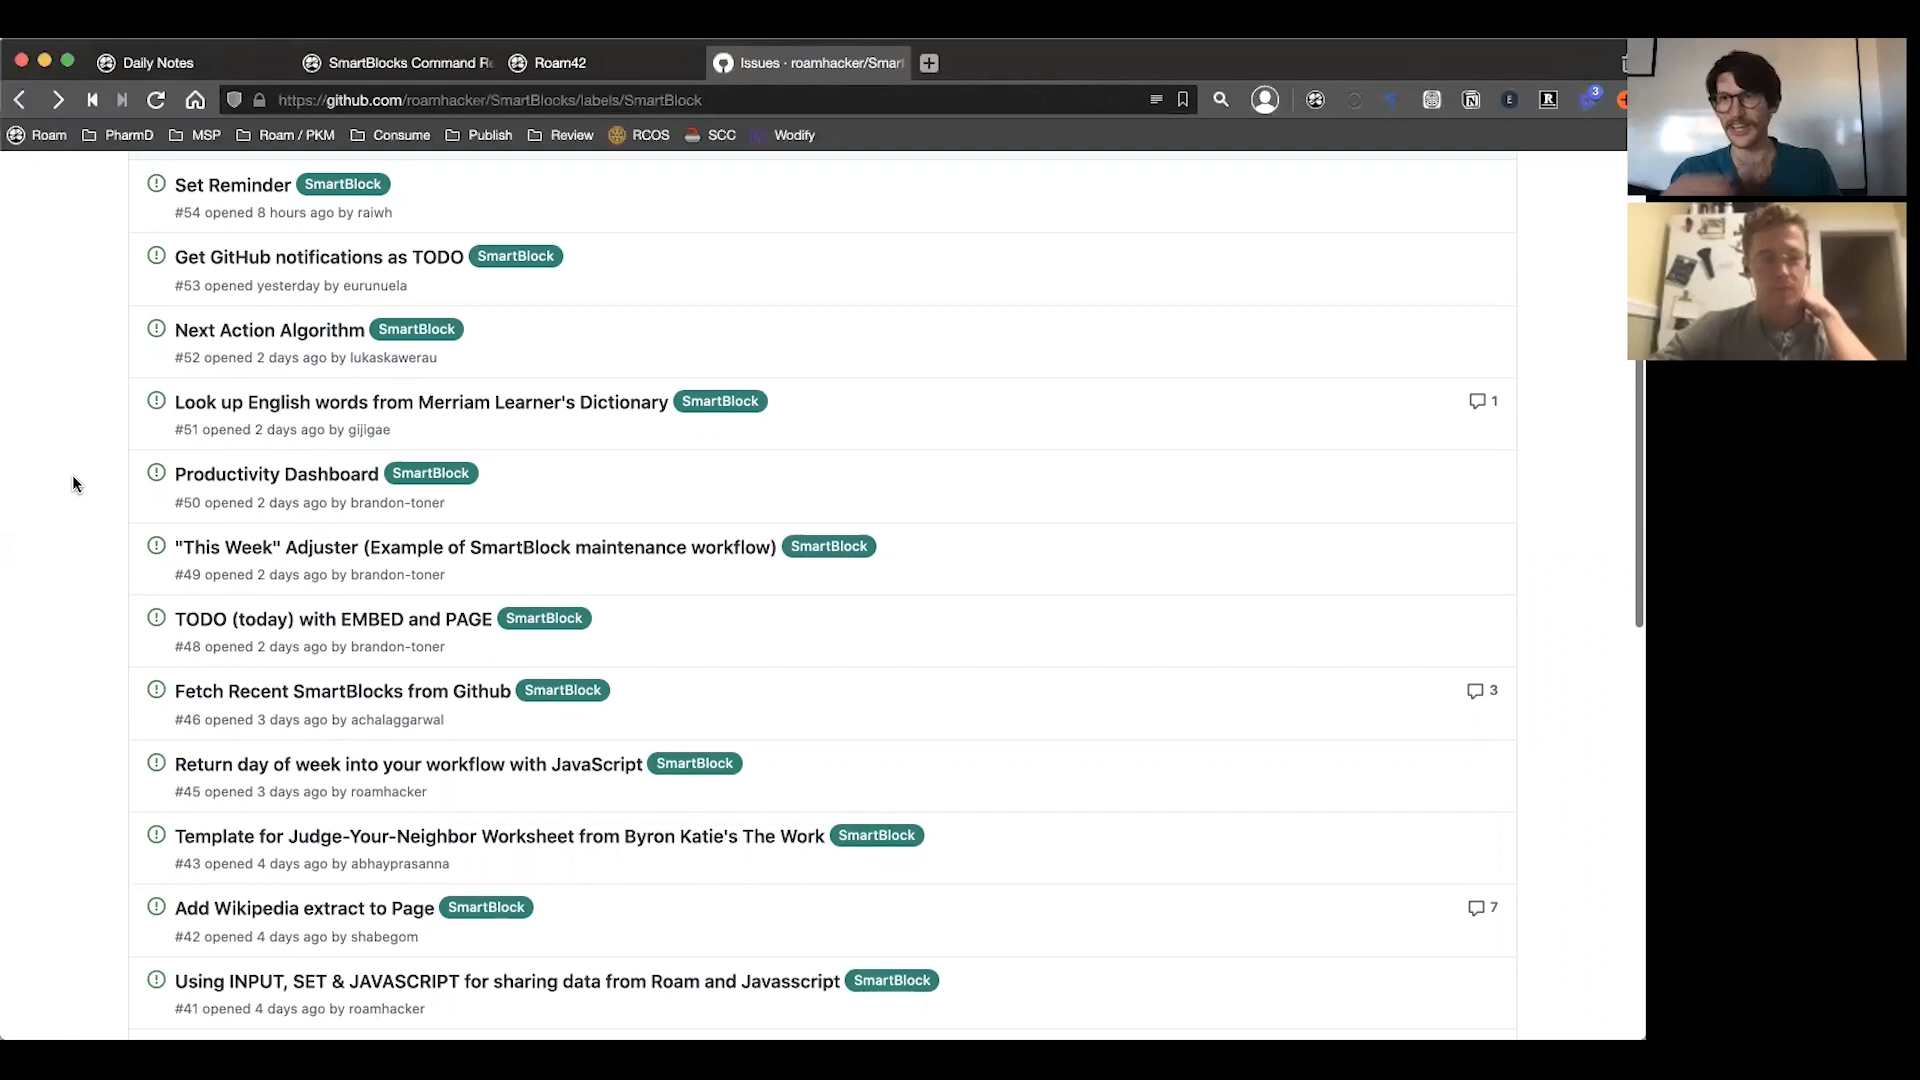 Daily Notes
SmartBlocks Command Re
Roam42
Issues · roamhacker/Smart
https://github.com/roamhacker/SmartBlocks/labels/SmartBlock
N
E
R
3
Roam
PharmD
MSP
Roam / PKM
Consume
Publish
Review
RCOS
SCC
Wodify
Set Reminder SmartBlock
#54 opened 8 hours ago by raiwh
Get GitHub notifications as TODO SmartBlock
#53 opened yesterday by eurunuela
Next Action Algorithm SmartBlock
#52 opened 2 days ago by lukaskawerau
Look up English words from Merriam Learner's Dictionary SmartBlock 1
#51 opened 2 days ago by gijigae
Productivity Dashboard SmartBlock
#50 opened 2 days ago by brandon-toner
"This Week" Adjuster (Example of SmartBlock maintenance workflow) SmartBlock
#49 opened 2 days ago by brandon-toner
TODO (today) with EMBED and PAGE SmartBlock
#48 opened 2 days ago by brandon-toner
Fetch Recent SmartBlocks from Github SmartBlock 3
#46 opened 3 days ago by achalaggarwal
Return day of week into your workflow with JavaScript SmartBlock
#45 opened 3 days ago by roamhacker
Template for Judge-Your-Neighbor Worksheet from Byron Katie's The Work SmartBlock
#43 opened 4 days ago by abhayprasanna
Add Wikipedia extract to Page SmartBlock 7
#42 opened 4 days ago by shabegom
Using INPUT, SET & JAVASCRIPT for sharing data from Roam and Javasscript SmartBlock
#41 opened 4 days ago by roamhacker